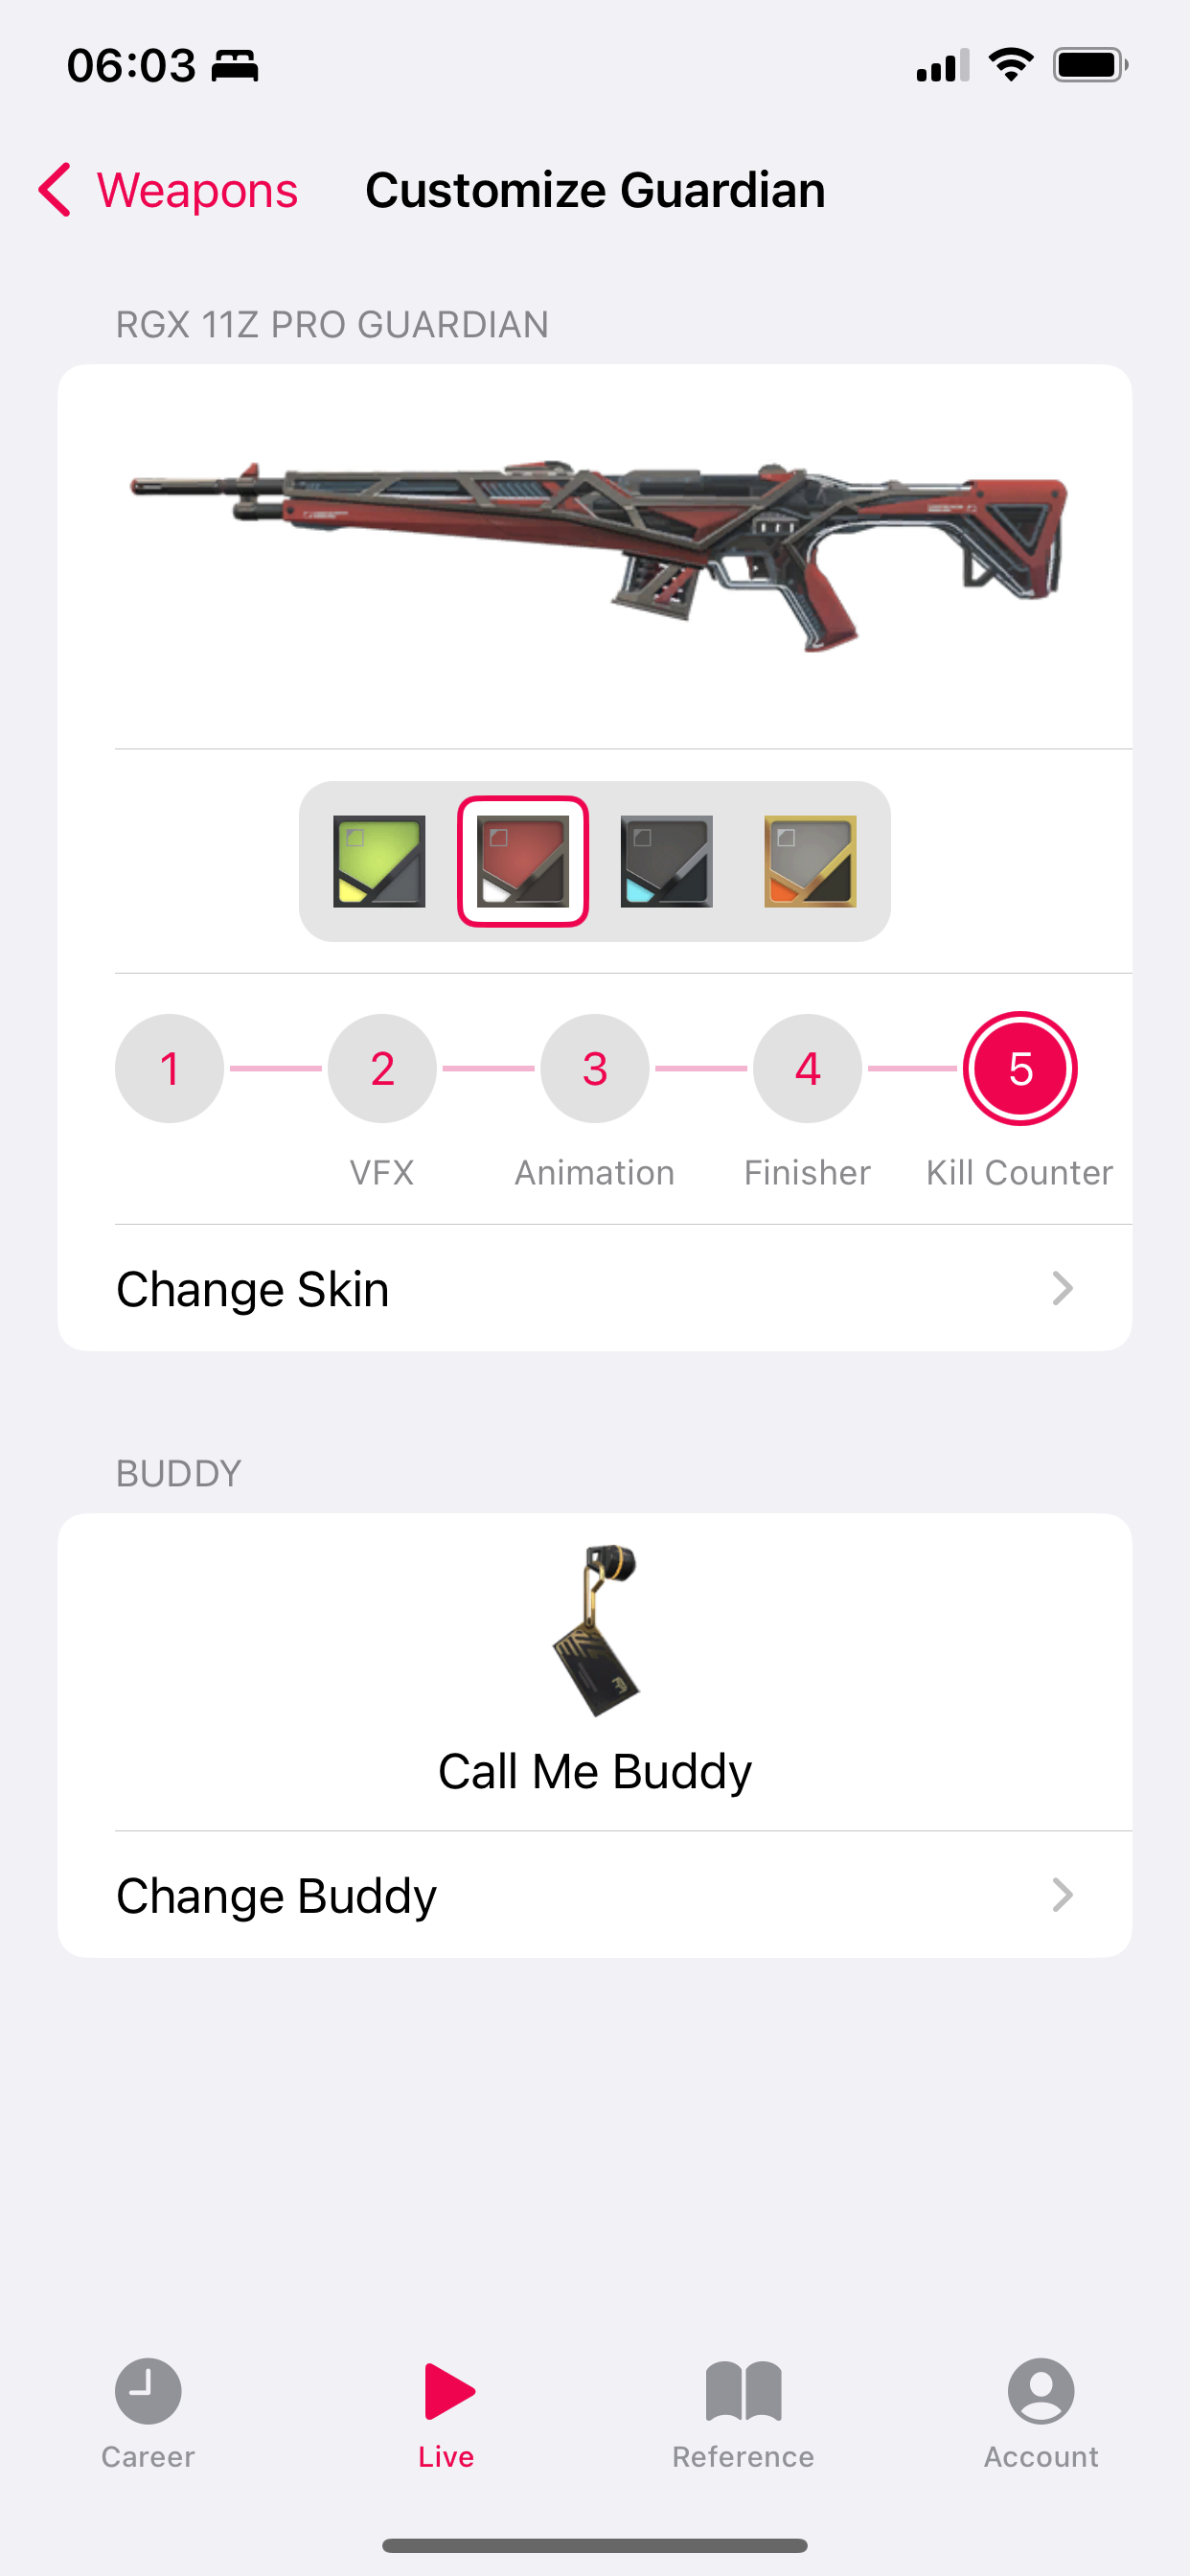 06:03
Weapons
Customize Guardian
RGX 11Z PRO GUARDIAN
1
2
3
4
5
VFX
Animation
Finisher
Kill Counter
Change Skin
BUDDY
Call Me Buddy
Change Buddy
Career
Live
Reference
Account